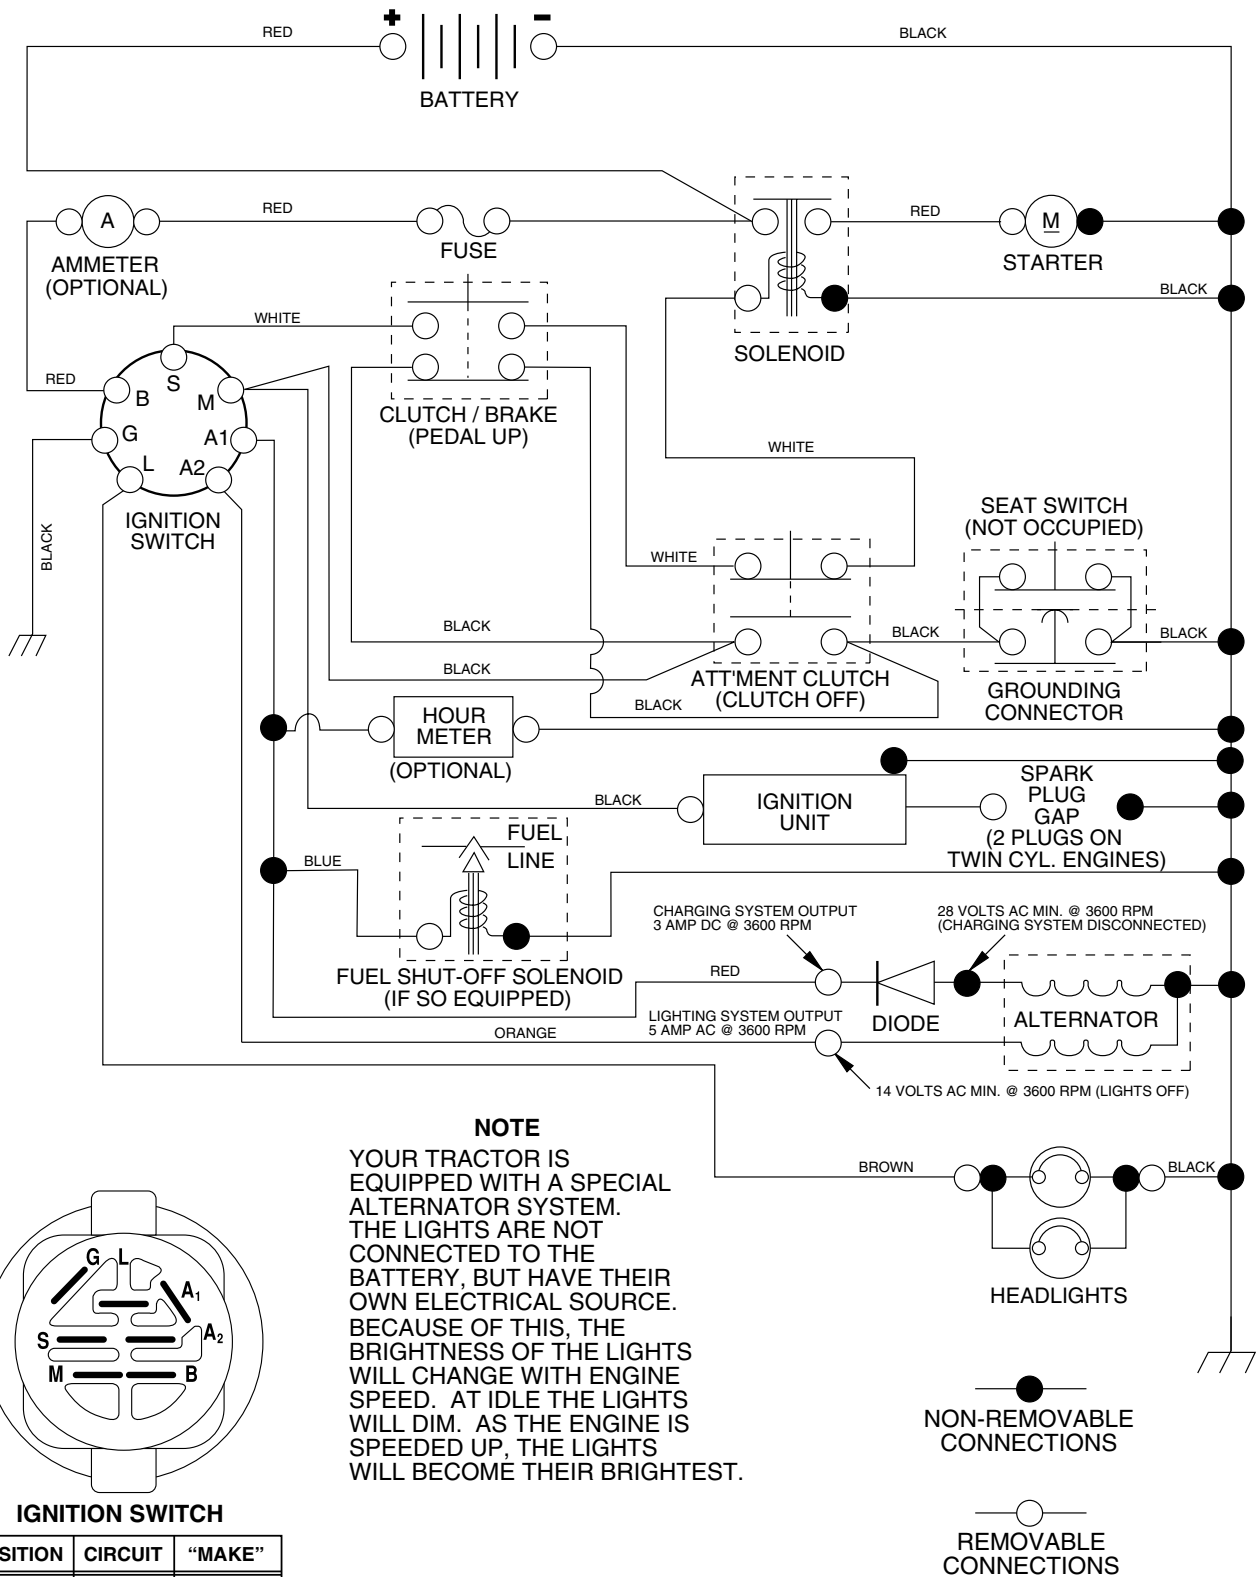 + –
RED
BLACK
BATTERY
RED
A
AMMETER
(OPTIONAL)
FUSE
RED
M
STARTER
BLACK
SOLENOID
WHITE
RED
S
B
M
G
A1
L
A2
IGNITION
SWITCH
BLACK
CLUTCH / BRAKE
(PEDAL UP)
WHITE
WHITE
SEAT SWITCH
(NOT OCCUPIED)
BLACK
BLACK
BLACK
BLACK
BLACK
ATT'MENT CLUTCH
(CLUTCH OFF)
GROUNDING
CONNECTOR
HOUR
METER
(OPTIONAL)
BLACK
IGNITION
UNIT
SPARK
PLUG
GAP
(2 PLUGS ON
TWIN CYL. ENGINES)
BLUE
FUEL
LINE
FUEL SHUT-OFF SOLENOID
(IF SO EQUIPPED)
CHARGING SYSTEM OUTPUT
3 AMP DC @ 3600 RPM
28 VOLTS AC MIN. @ 3600 RPM
(CHARGING SYSTEM DISCONNECTED)
RED
DIODE
ALTERNATOR
LIGHTING SYSTEM OUTPUT
5 AMP AC @ 3600 RPM
ORANGE
14 VOLTS AC MIN. @ 3600 RPM (LIGHTS OFF)
BROWN
BLACK
HEADLIGHTS
NOTE
YOUR TRACTOR IS
EQUIPPED WITH A SPECIAL
ALTERNATOR SYSTEM.
THE LIGHTS ARE NOT
CONNECTED TO THE
BATTERY, BUT HAVE THEIR
OWN ELECTRICAL SOURCE.
BECAUSE OF THIS, THE
BRIGHTNESS OF THE LIGHTS
WILL CHANGE WITH ENGINE
SPEED. AT IDLE THE LIGHTS
WILL DIM. AS THE ENGINE IS
SPEEDED UP, THE LIGHTS
WILL BECOME THEIR BRIGHTEST.
G L
A1
S
A2
M
B
IGNITION SWITCH
SITION CIRCUIT “MAKE”
NON-REMOVABLE
CONNECTIONS
REMOVABLE
CONNECTIONS